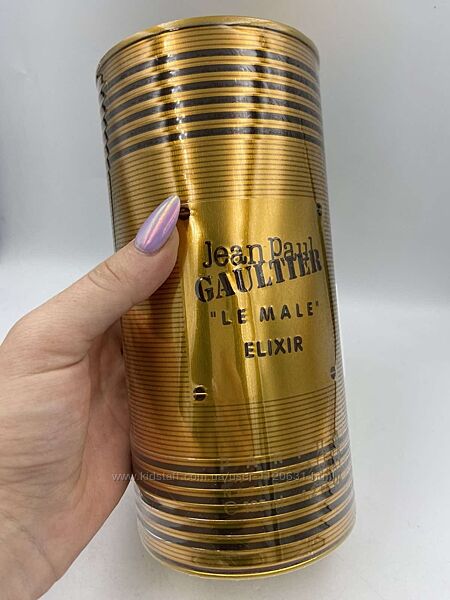 Jean Paul
GAULTIER
"LE MALE"
ELIXIR